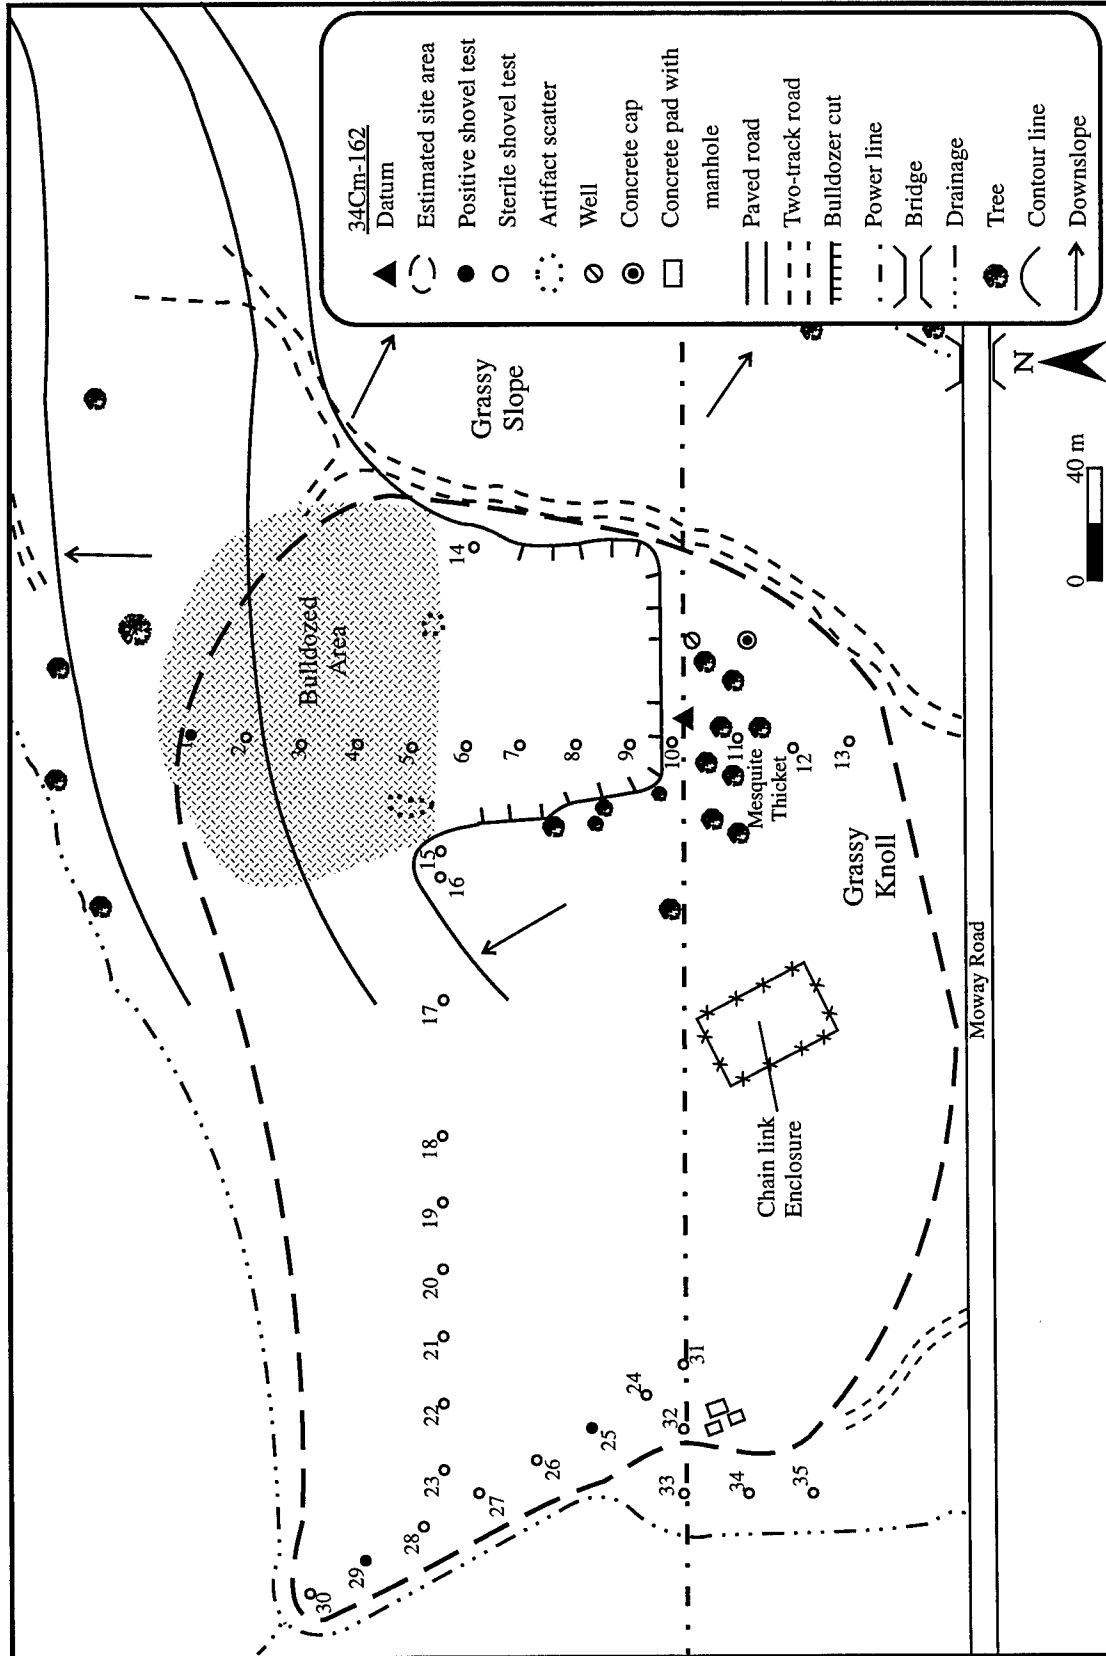 34Cm-162
Datum
Estimated site area
Positive shovel test
Sterile shovel test
Artifact scatter
Well
Concrete cap
Concrete pad with
manhole
Paved road
Two-track road
Bulldozer cut
Power line
Bridge
Drainage
Tree
Contour line
Downslope
Grassy
Slope
Bulldozed
Area
1
2
3
4
5
6
7
8
9
10
11
12
13
14
15
16
17
18
19
20
21
22
23
24
25
26
27
28
29
30
31
32
33
34
35
Mesquite
Thicket
Grassy
Knoll
Chain link
Enclosure
Moway Road
N
0
40 m